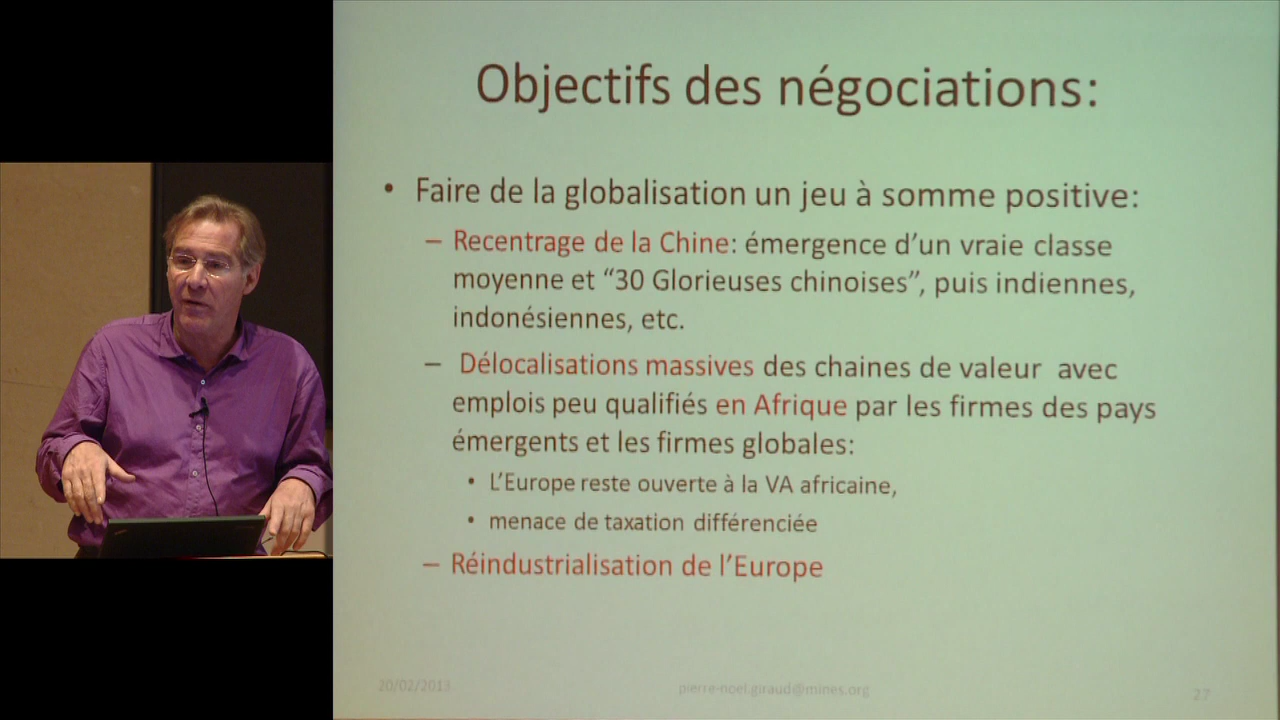 Objectifs des négociations:
• Faire de la globalisation un jeu à somme positive:
– Recentrage de la Chine: émergence d'un vraie classe
moyenne et “30 Glorieuses chinoises”, puis indiennes,
indonésiennes, etc.
– Délocalisations massives des chaines de valeur avec
emplois peu qualifiés en Afrique par les firmes des pays
émergents et les firmes globales:
• L'Europe reste ouverte à la VA africaine,
• menace de taxation différenciée
– Réindustrialisation de l'Europe
20/02/2013 pierre-noel.giraud@mines.org 27